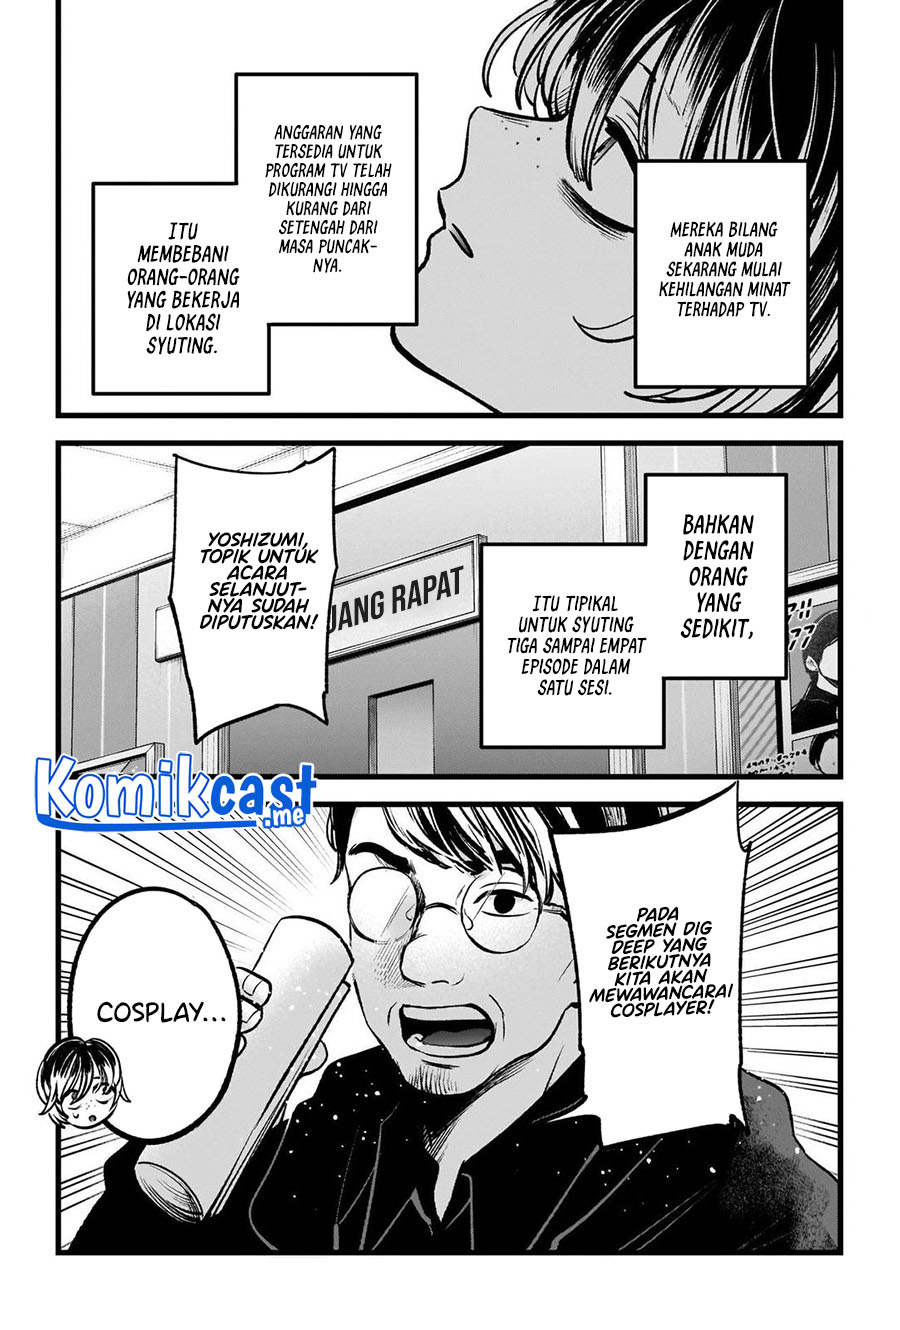 MEREKA BILANG
ANAK MUDA
SEKARANG MULAI
KEHILANGAN MINAT
TERHADAP TV.
ANGGARAN YANG
TERSEDIA UNTUK
PROGRAM TV TELAH
DIKURANGI HINGGA
KURANG DARI
SETENGAH DARI
MASA PUNCAK-
NYA.
ITU
MEMBEBANI
ORANG-ORANG
YANG BEKERJA
DI LOKASI
SYUTING.
BAHKAN
DENGAN
ORANG
YANG
SEDIKIT,
ITU TIPIKAL
UNTUK SYUTING
TIGA SAMPAI EMPAT
EPISODE DALAM
SATU SESI.
UANG RAPAT
YOSHIZUMI,
TOPIK UNTUK
ACARA
SELANJUT-
NYA SUDAH
DIPUTUSKAN!
Komikcast
.me
PADA
SEGMEN DIG
DEEP YANG
BERIKUTNYA
KITA AKAN
MEWAWANCARAI
COSPLAYER!
COSPLAY...